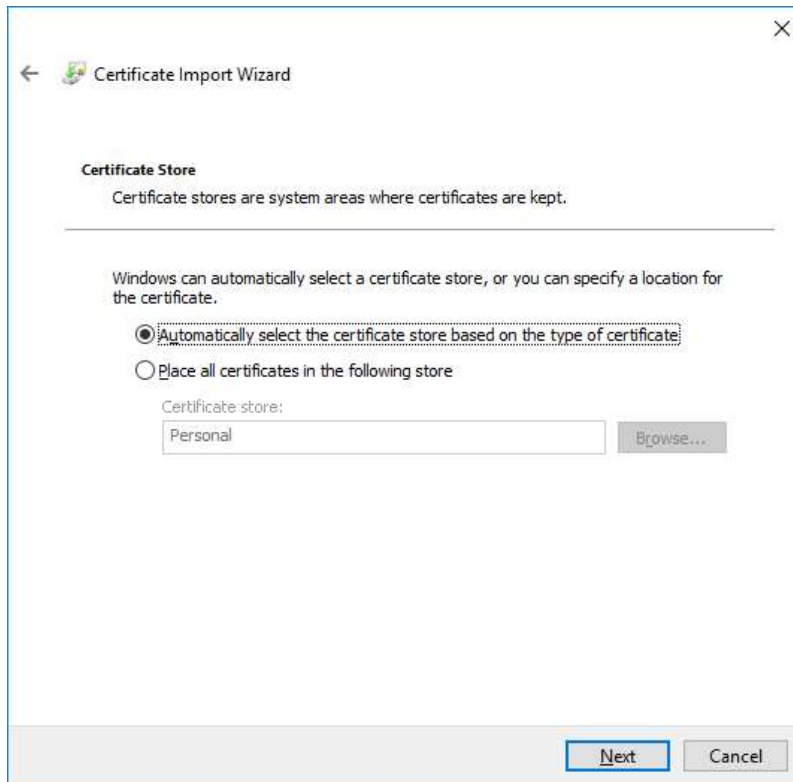 Certificate Import Wizard
Certificate Store
Certificate stores are system areas where certificates are kept.
Windows can automatically select a certificate store, or you can specify a location for
the certificate.
Automatically select the certificate store based on the type of certificate
Place all certificates in the following store
Certificate store:
Personal
Browse...
Next
Cancel